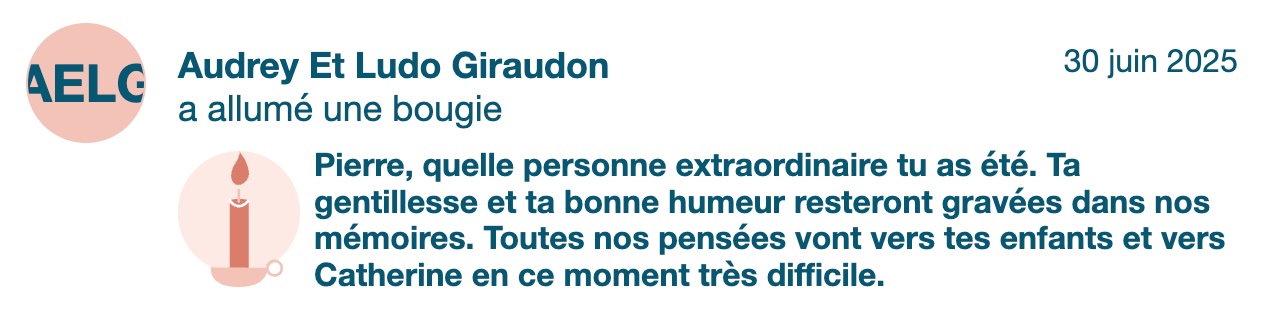 AELG
Audrey Et Ludo Giraudon
30 juin 2025
a allumé une bougie
Pierre, quelle personne extraordinaire tu as été. Ta
gentillesse et ta bonne humeur resteront gravées dans nos
mémoires. Toutes nos pensées vont vers tes enfants et vers
Catherine en ce moment très difficile.